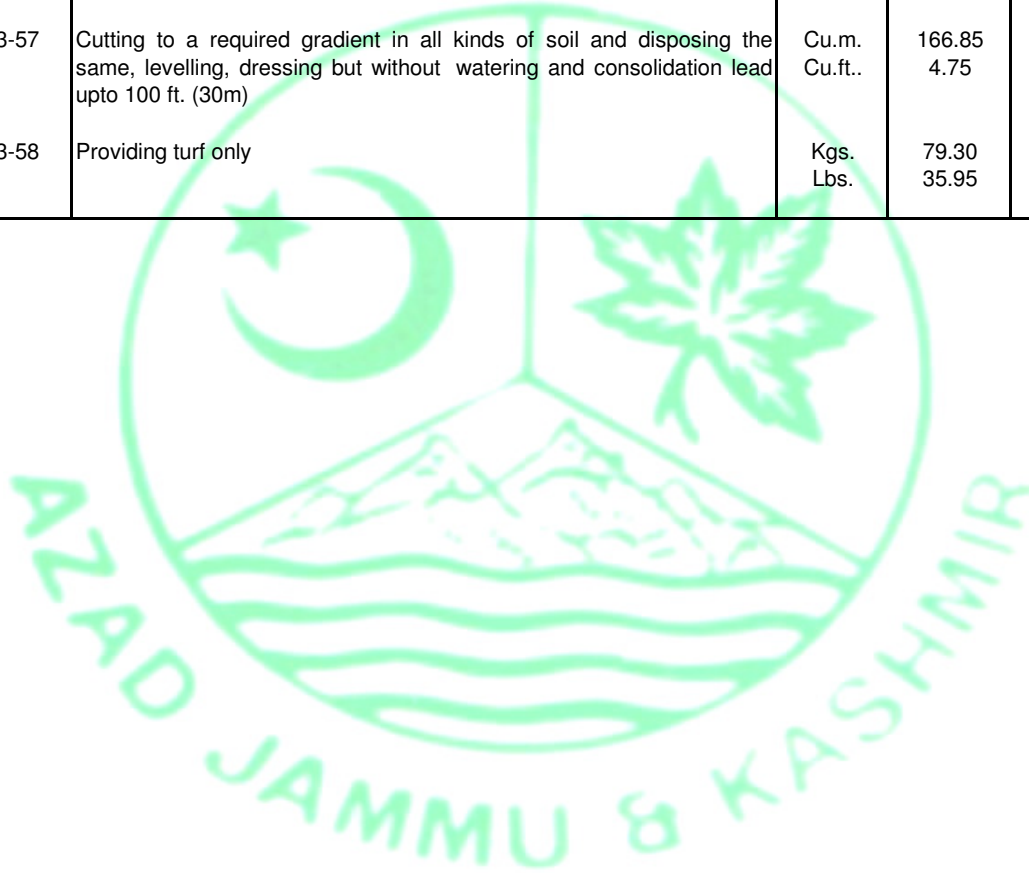 3-57 Cutting to a required gradient in all kinds of soil and disposing the Cu.m. 166.85
same, levelling, dressing but without watering and consolidation lead Cu.ft.. 4.75
upto 100 ft. (30m)
3-58 Providing turf only Kgs. 79.30
Lbs. 35.95
AZAD JAMMU & KASHMIR